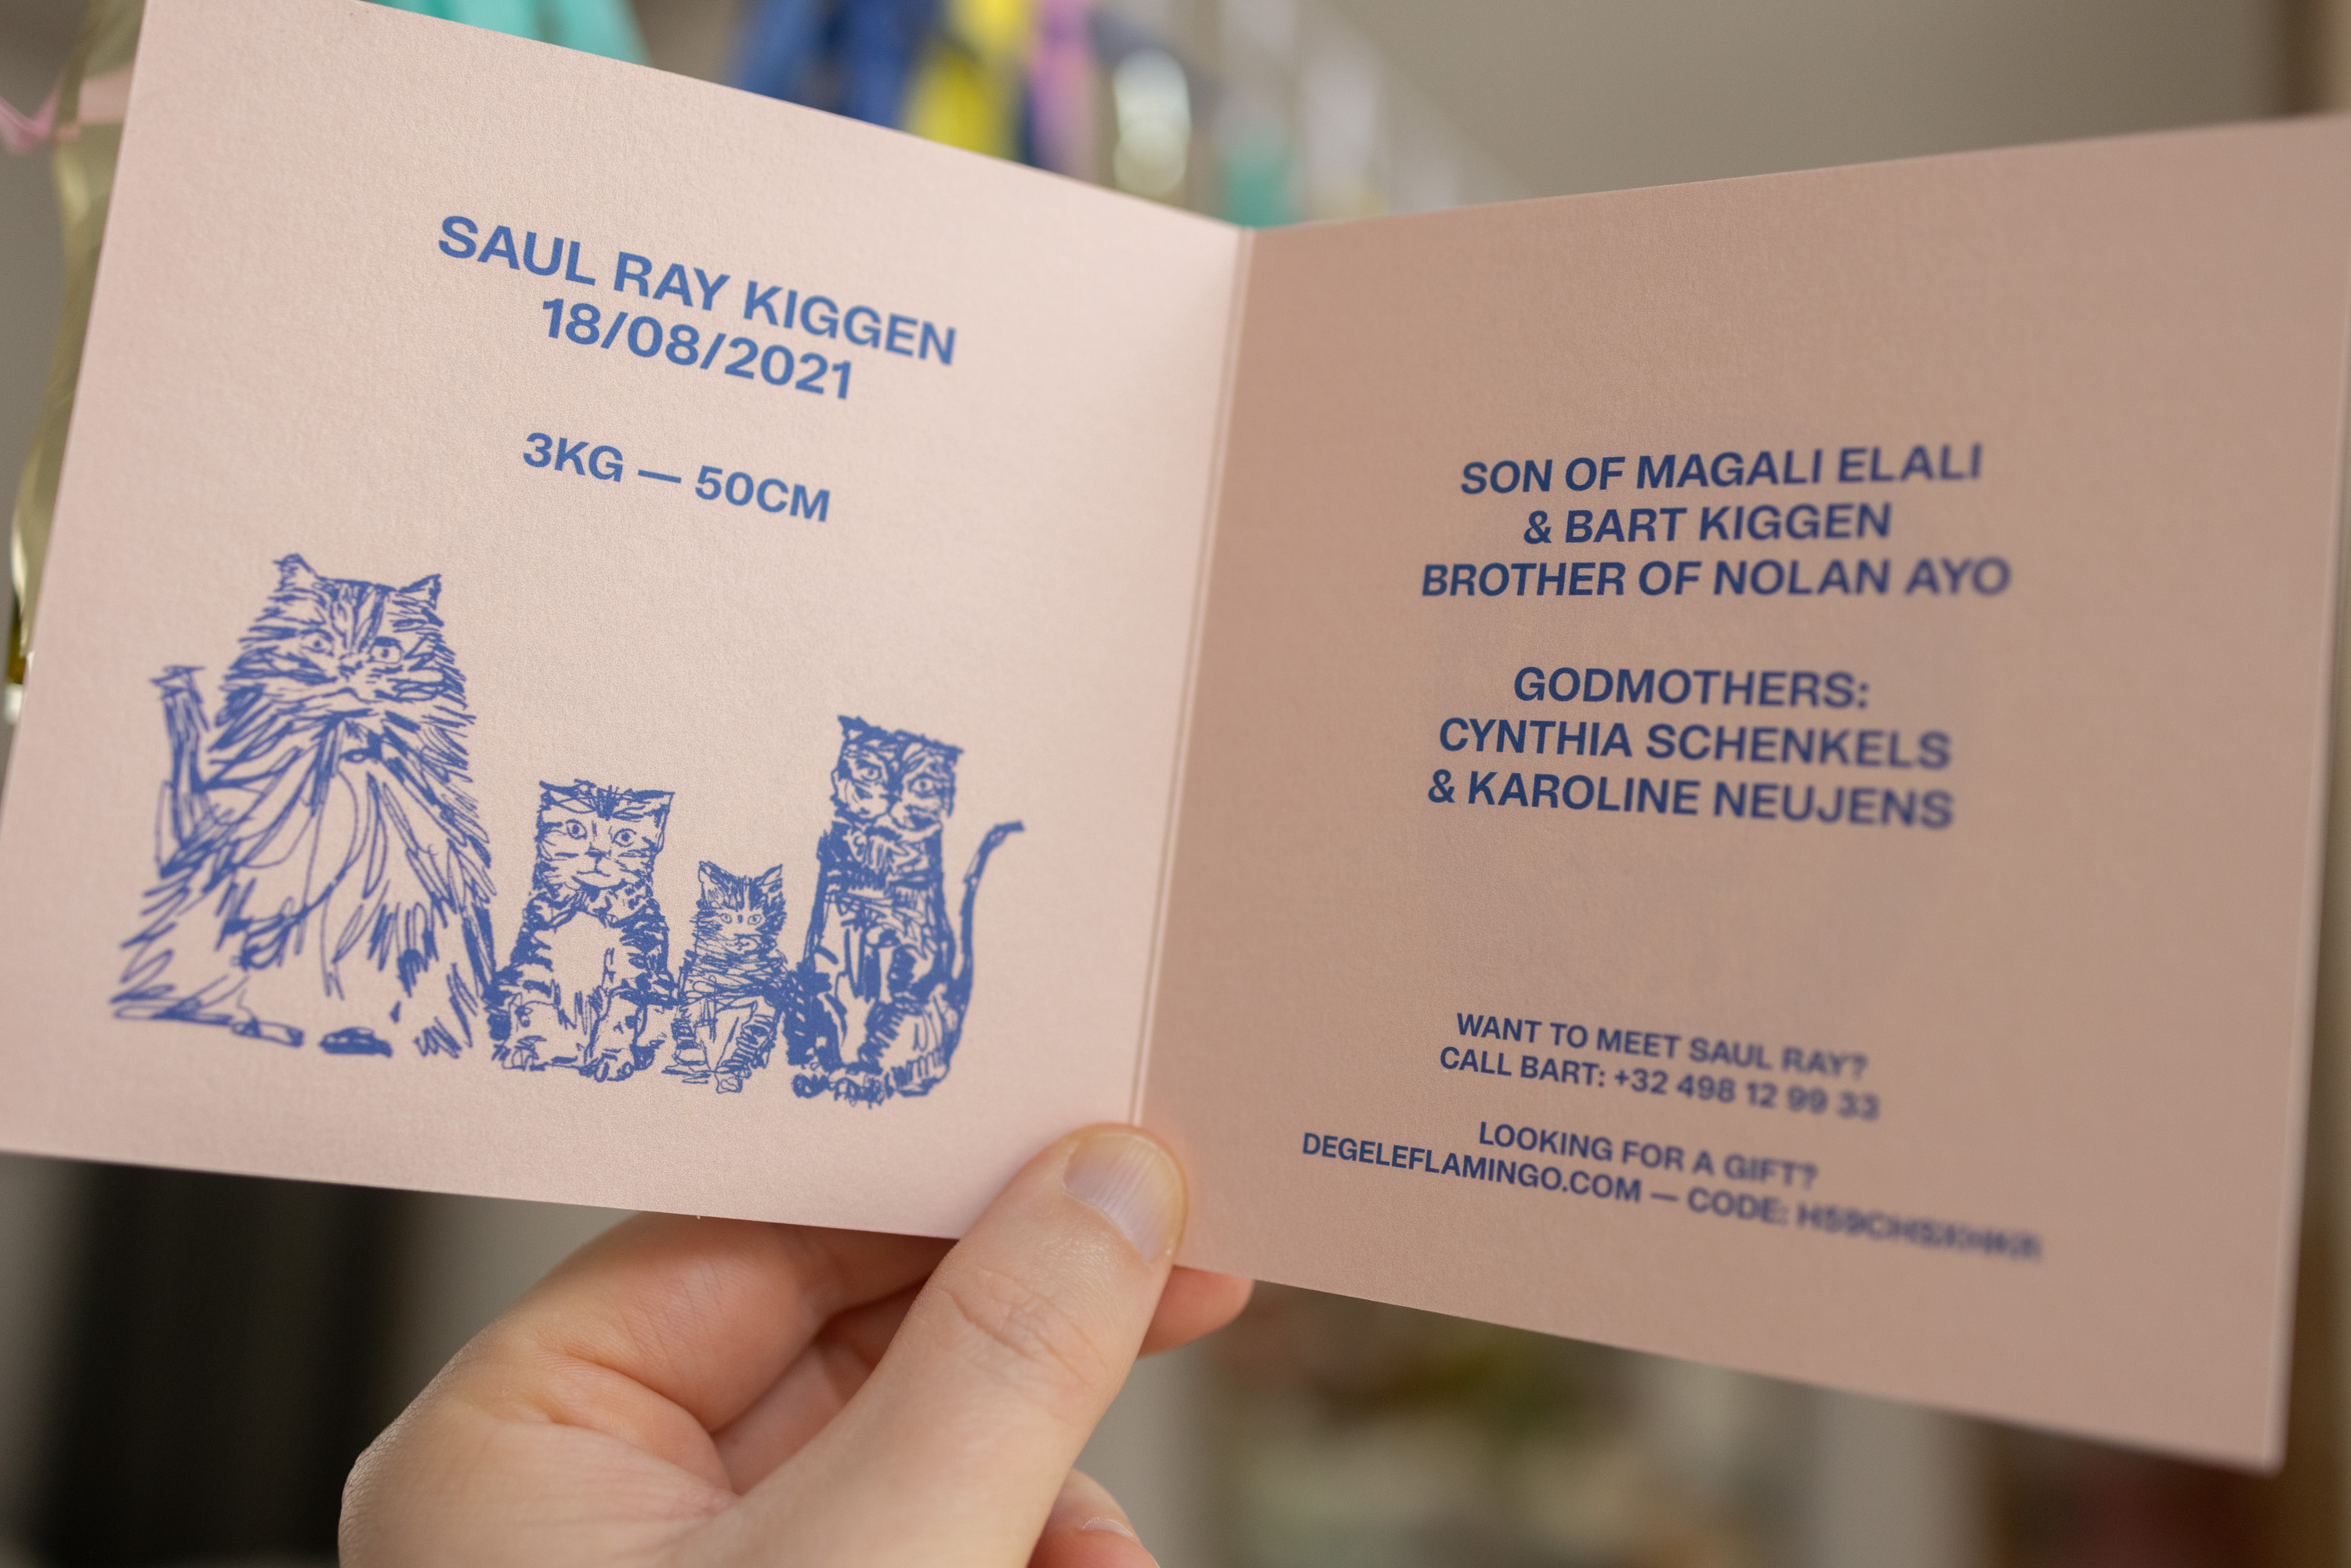 SAUL RAY KIGGEN
18/08/2021
3KG — 50CM
SON OF MAGALI ELALI
& BART KIGGEN
BROTHER OF NOLAN AYO
GODMOTHERS:
CYNTHIA SCHENKELS
& KAROLINE NEUJENS
WANT TO MEET SAUL RAY?
CALL BART: +32 498 12 99 33
LOOKING FOR A GIFT?
DEGELEFLAMINGO.COM — CODE: